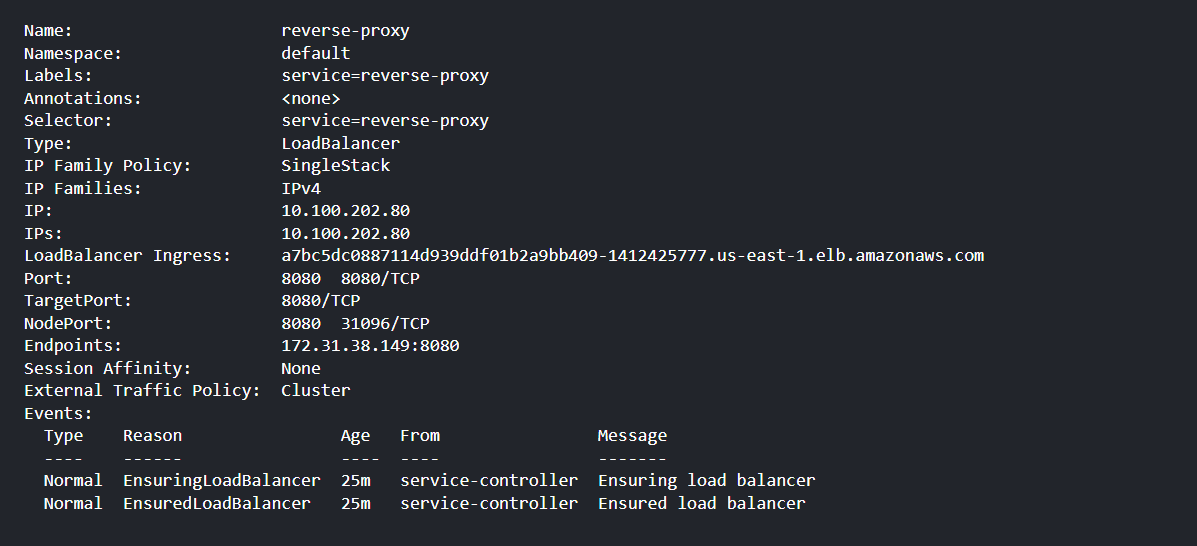 Name: reverse-proxy
Namespace: default
Labels: service=reverse-proxy
Annotations: <none>
Selector: service=reverse-proxy
Type: LoadBalancer
IP Family Policy: SingleStack
IP Families: IPv4
IP: 10.100.202.80
IPs: 10.100.202.80
LoadBalancer Ingress: a7bc5dc0887114d939ddf01b2a9bb409-1412425777.us-east-1.elb.amazonaws.com
Port: 8080 8080/TCP
TargetPort: 8080/TCP
NodePort: 8080 31096/TCP
Endpoints: 172.31.38.149:8080
Session Affinity: None
External Traffic Policy: Cluster
Events:
Type Reason Age From Message
---- ------ ---- ---- -------
Normal EnsuringLoadBalancer 25m service-controller Ensuring load balancer
Normal EnsuredLoadBalancer 25m service-controller Ensured load balancer